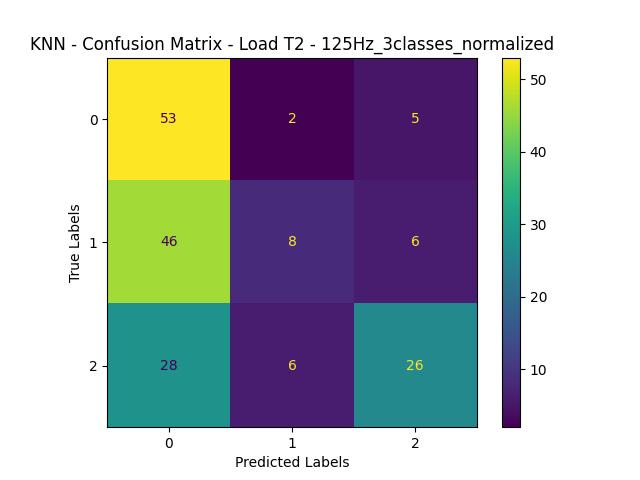 KNN - Confusion Matrix - Load T2 - 125Hz_3classes_normalized
0 53 2 5
1 46 8 6
2 28 6 26
0 1 2
Predicted Labels
True Labels
50
40
30
20
10